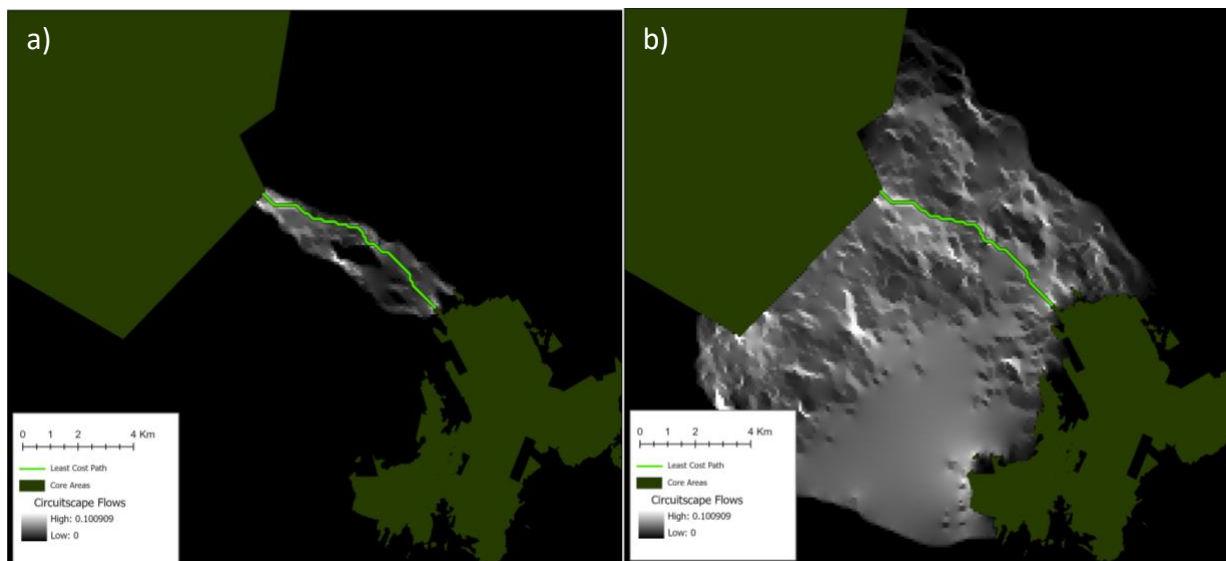 a)
0 1 2 4 Km
Least Cost Path
Core Areas
Circuitscape Flows
High: 0.100909
Low: 0
b)
0 1 2 4 Km
Least Cost Path
Core Areas
Circuitscape Flows
High: 0.100909
Low: 0